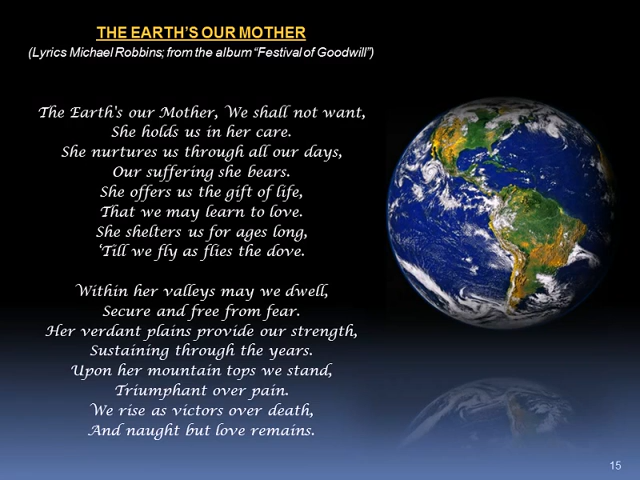 THE EARTH'S OUR MOTHER
(Lyrics Michael Robbins; from the album “Festival of Goodwill”)
The Earth's our Mother, We shall not want,
She holds us in her care.
She nurtures us through all our days,
Our suffering she bears.
She offers us the gift of life,
That we may learn to love.
She shelters us for ages long,
‘Till we fly as flies the dove.
Within her valleys may we dwell,
Secure and free from fear.
Her verdant plains provide our strength,
Sustaining through the years.
Upon her mountain tops we stand,
Triumphant over pain.
We rise as victors over death,
And naught but love remains.
15